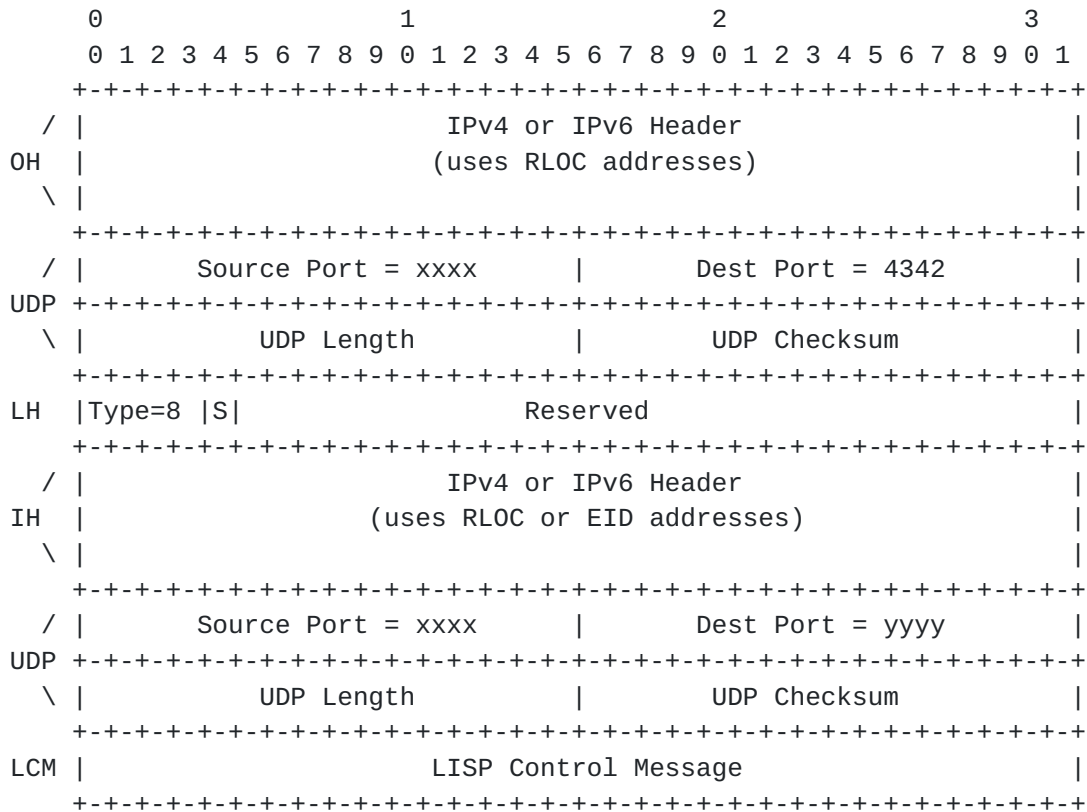 0                   1                   2                   3
      0 1 2 3 4 5 6 7 8 9 0 1 2 3 4 5 6 7 8 9 0 1 2 3 4 5 6 7 8 9 0 1
     +-+-+-+-+-+-+-+-+-+-+-+-+-+-+-+-+-+-+-+-+-+-+-+-+-+-+-+-+-+-+-+-+
   / |                       IPv4 or IPv6 Header                     |
OH   |                      (uses RLOC addresses)                    |
   \ |                                                               |
     +-+-+-+-+-+-+-+-+-+-+-+-+-+-+-+-+-+-+-+-+-+-+-+-+-+-+-+-+-+-+-+-+
   / |       Source Port = xxxx      |       Dest Port = 4342        |
UDP  +-+-+-+-+-+-+-+-+-+-+-+-+-+-+-+-+-+-+-+-+-+-+-+-+-+-+-+-+-+-+-+-+
   \ |           UDP Length          |        UDP Checksum           |
     +-+-+-+-+-+-+-+-+-+-+-+-+-+-+-+-+-+-+-+-+-+-+-+-+-+-+-+-+-+-+-+-+
LH   |Type=8 |S|                  Reserved                           |
     +-+-+-+-+-+-+-+-+-+-+-+-+-+-+-+-+-+-+-+-+-+-+-+-+-+-+-+-+-+-+-+-+
   / |                       IPv4 or IPv6 Header                     |
IH   |                  (uses RLOC or EID addresses)                 |
   \ |                                                               |
     +-+-+-+-+-+-+-+-+-+-+-+-+-+-+-+-+-+-+-+-+-+-+-+-+-+-+-+-+-+-+-+-+
   / |       Source Port = xxxx      |       Dest Port = yyyy        |
UDP  +-+-+-+-+-+-+-+-+-+-+-+-+-+-+-+-+-+-+-+-+-+-+-+-+-+-+-+-+-+-+-+-+
   \ |           UDP Length          |        UDP Checksum           |
     +-+-+-+-+-+-+-+-+-+-+-+-+-+-+-+-+-+-+-+-+-+-+-+-+-+-+-+-+-+-+-+-+
LCM  |                      LISP Control Message                     |
     +-+-+-+-+-+-+-+-+-+-+-+-+-+-+-+-+-+-+-+-+-+-+-+-+-+-+-+-+-+-+-+-+